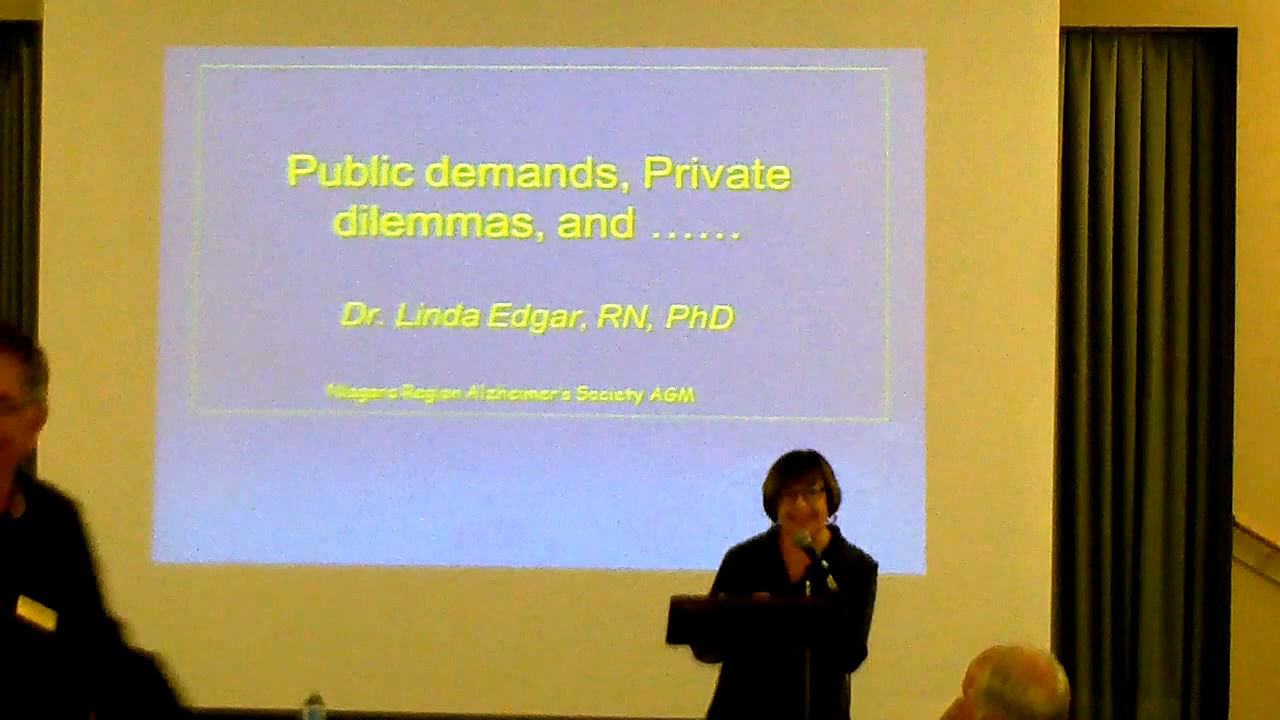 Public demands, Private
dilemmas, and ......
Dr. Linda Edgar, RN, PhD
Niagara Region Alzheimer's Society AGM